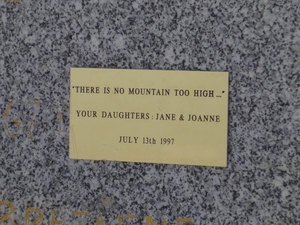 "THERE IS NO MOUNTAIN TOO HIGH..."
YOUR DAUGHTERS: JANE & JOANNE
JULY 13th 1997